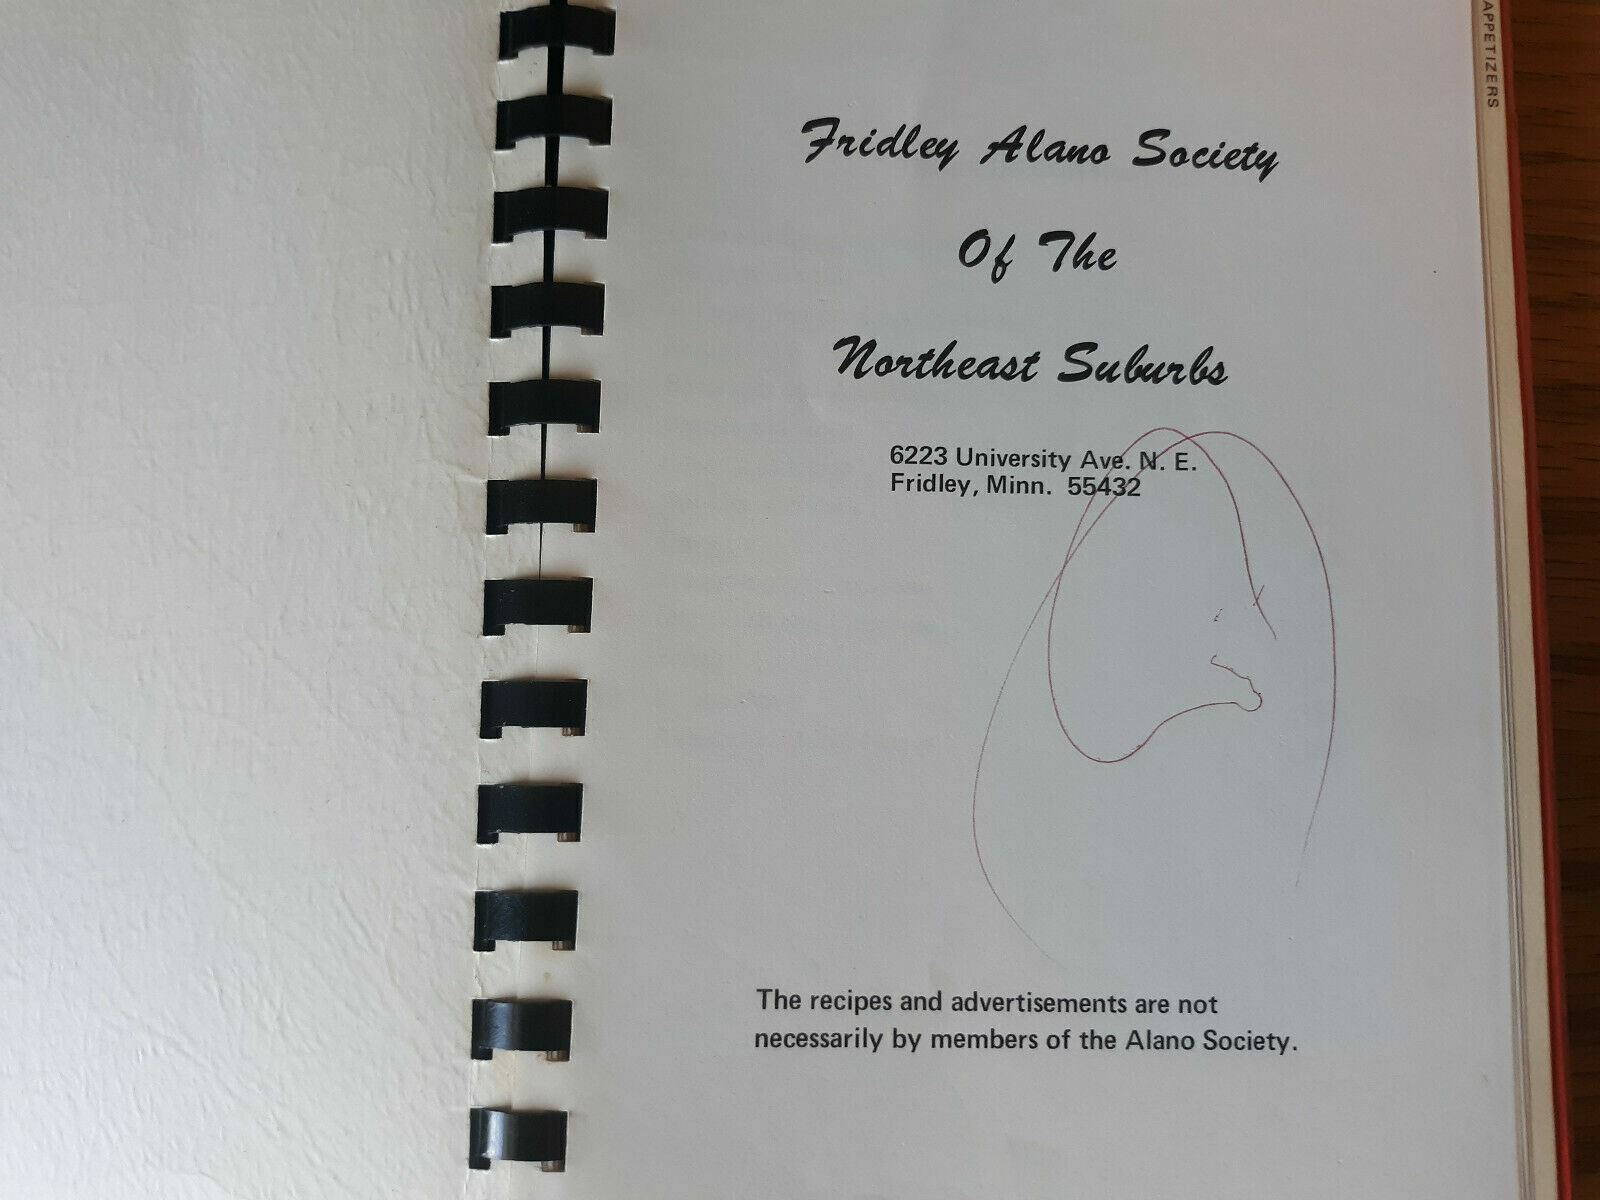 APPETIZERS
Fridley Alano Society
Of The
Northeast Suburbs
6223 University Ave. N. E.
Fridley, Minn. 55432
The recipes and advertisements are not
necessarily by members of the Alano Society.